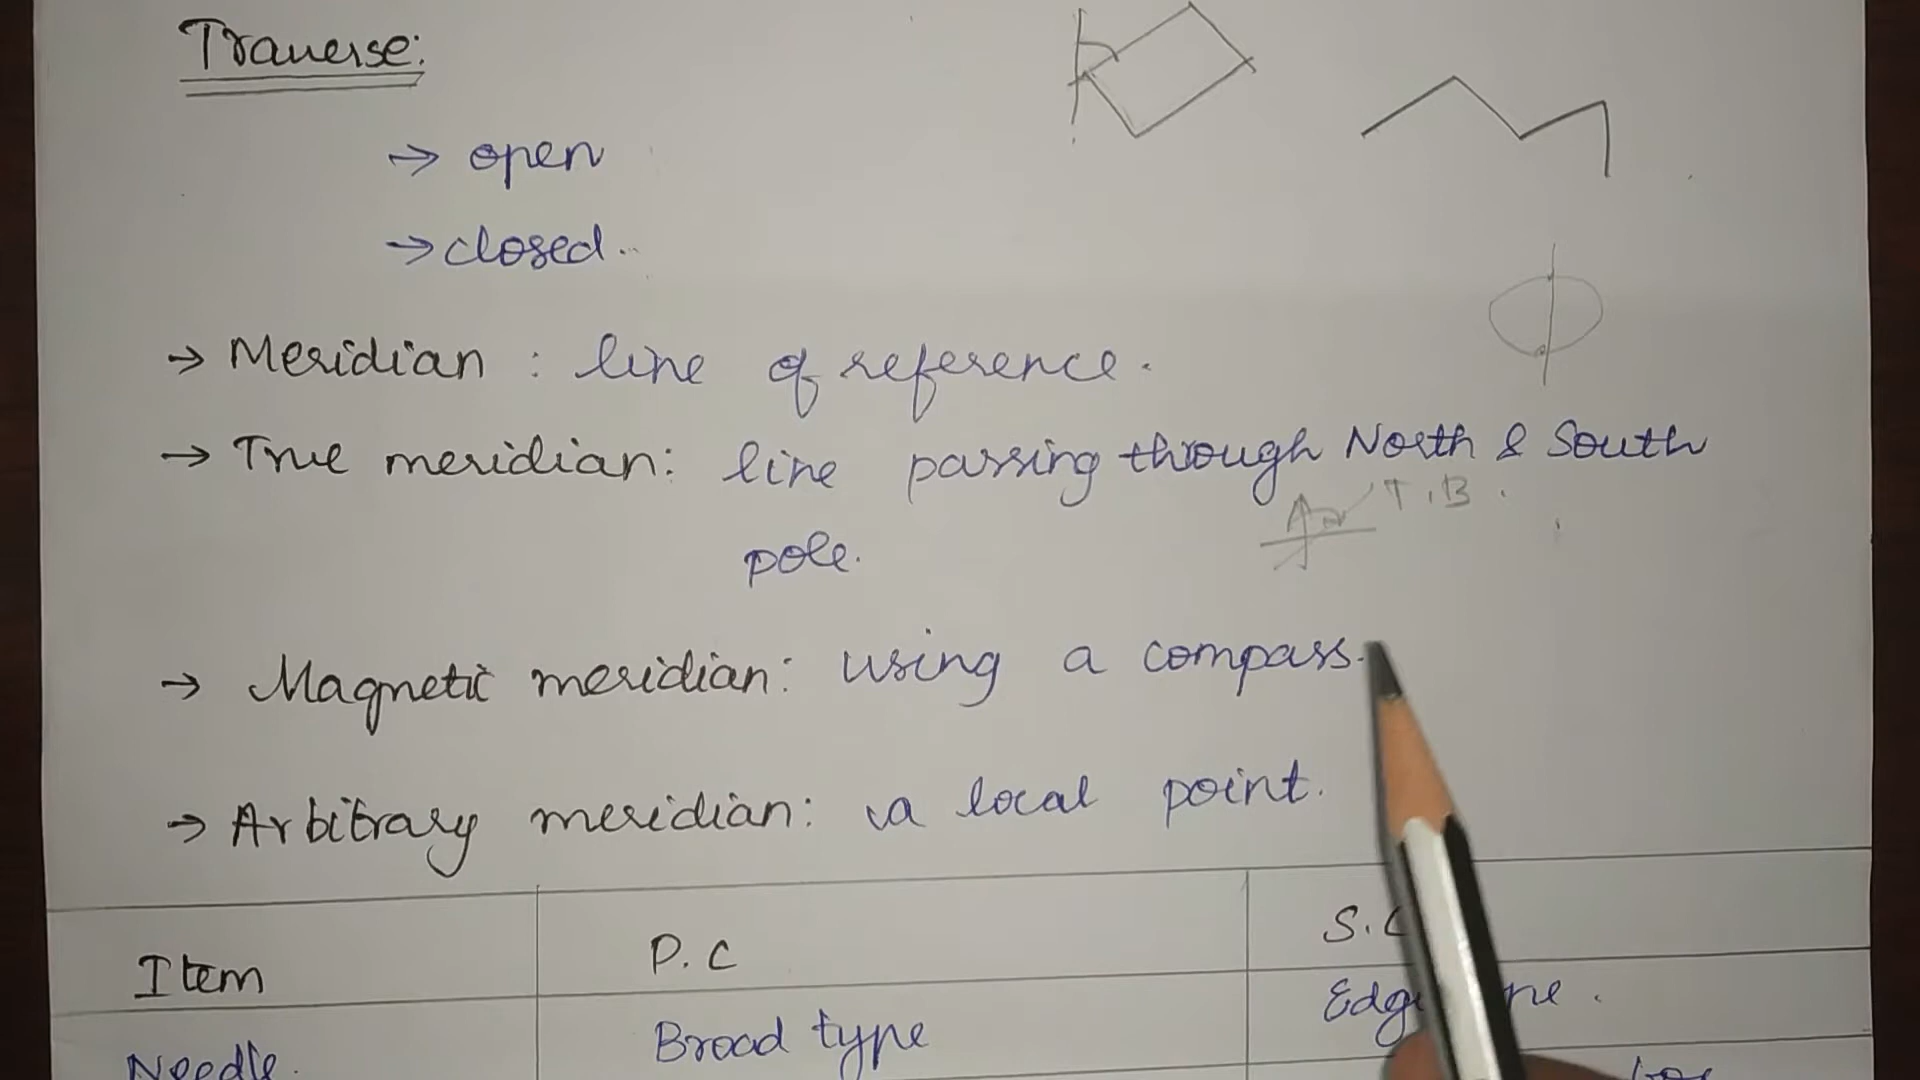 Traverse:
→ open
→ closed..
→ Meridian : line of reference.
→ True meridian: line passing through North & South
T.B.
pole.
→ Magnetic meridian: using a compass.
→ Arbitrary meridian: a local point.
Item P.C S.C
Needle. Broad type